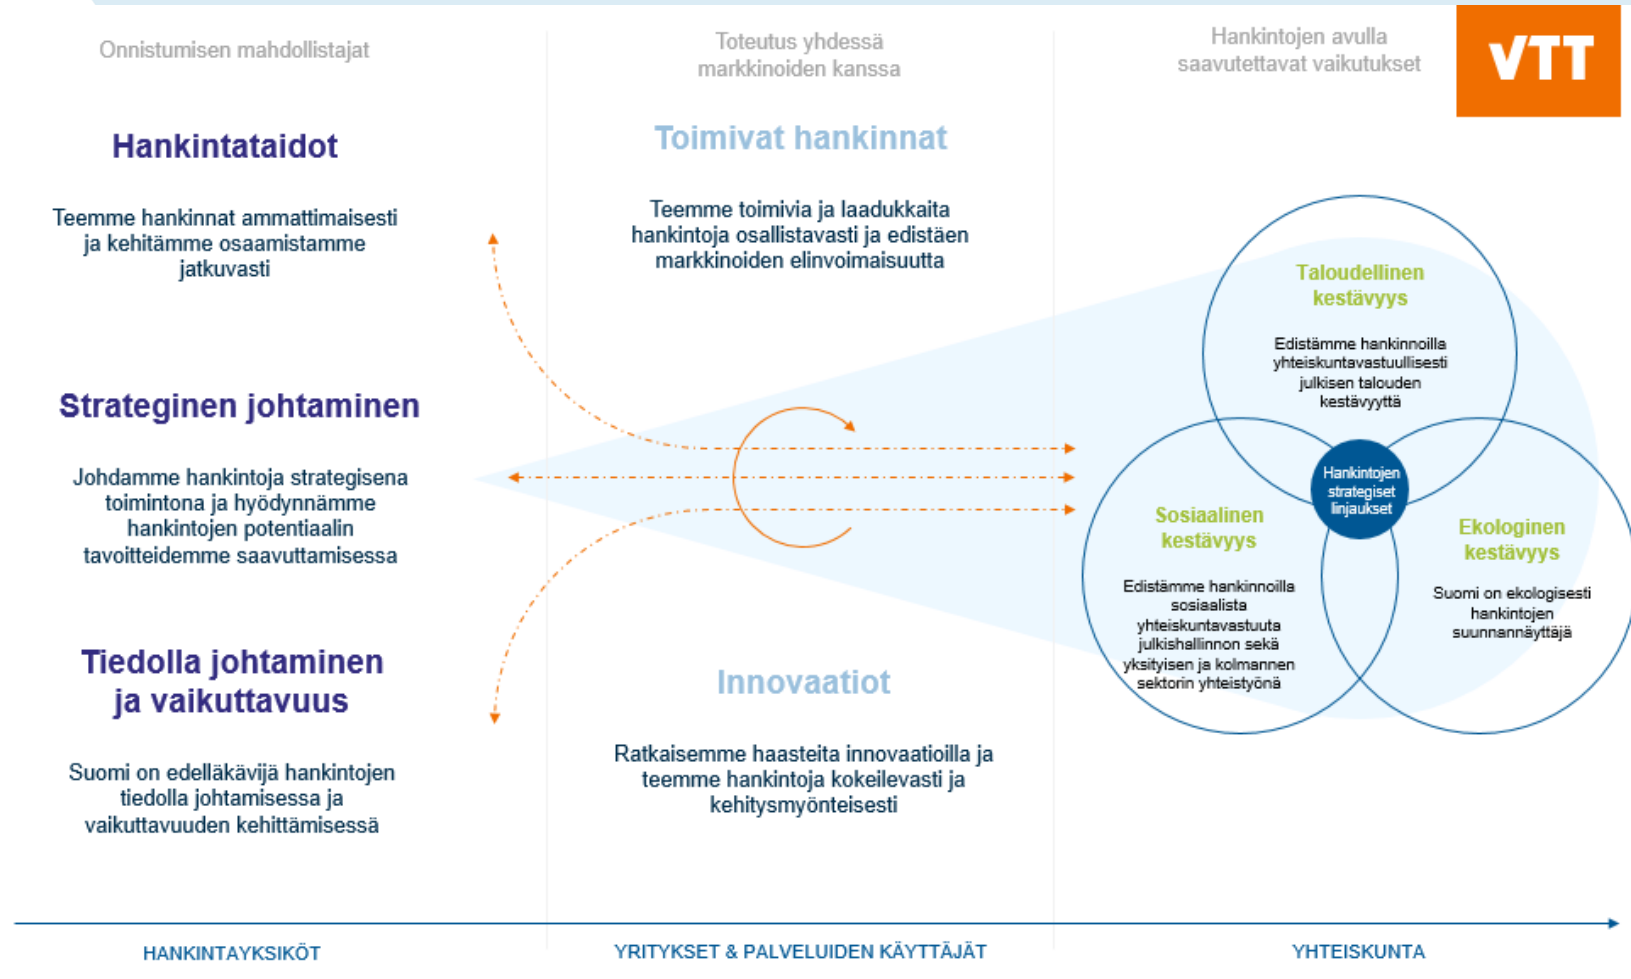 Onnistumisen mahdollistajat
Hankintataidot
Teemme hankinnat ammattimaisesti
ja kehitämme osaamistamme
jatkuvasti
Strateginen johtaminen
Johdamme hankintoja strategisena
toimintona ja hyödynnämme
hankintojen potentiaalin
tavoitteidemme saavuttamisessa
Tiedolla johtaminen
ja vaikuttavuus
Suomi on edelläkävijä hankintojen
tiedolla johtamisessa ja
vaikuttavuuden kehittämisessä
Toteutus yhdessä
markkinoiden kanssa
Toimivat hankinnat
Teemme toimivia ja laadukkaita
hankintoja osallistavasti ja edistäen
markkinoiden elinvoimaisuutta
Innovaatiot
Ratkaisemme haasteita innovaatioilla ja
teemme hankintoja kokeilevasti ja
kehitysmyönteisesti
Hankintojen avulla
saavutettavat vaikutukset
VTT
Taloudellinen
kestävyys
Edistämme hankinnoilla
yhteiskuntavastuullisesti
julkisen talouden
kestävyyttä
Hankintojen
strategiset
linjaukset
Sosiaalinen
kestävyys
Edistämme hankinnoilla
sosiaalista
yhteiskuntavastuuta
julkishallinnon sekä
yksityisen ja kolmannen
sektorin yhteistyönä
Ekologinen
kestävyys
Suomi on ekologisesti
hankintojen
suunnannäyttäjä
HANKINTAYKSIKÖT
YRITYKSET & PALVELUIDEN KÄYTTÄJÄT
YHTEISKUNTA